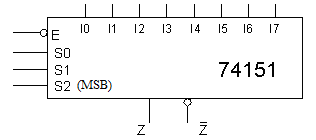 I0 I1 I2 I3 I4 I5 I6 I7
E
S0
S1 74151
S2 (MSB)
Z Z̅